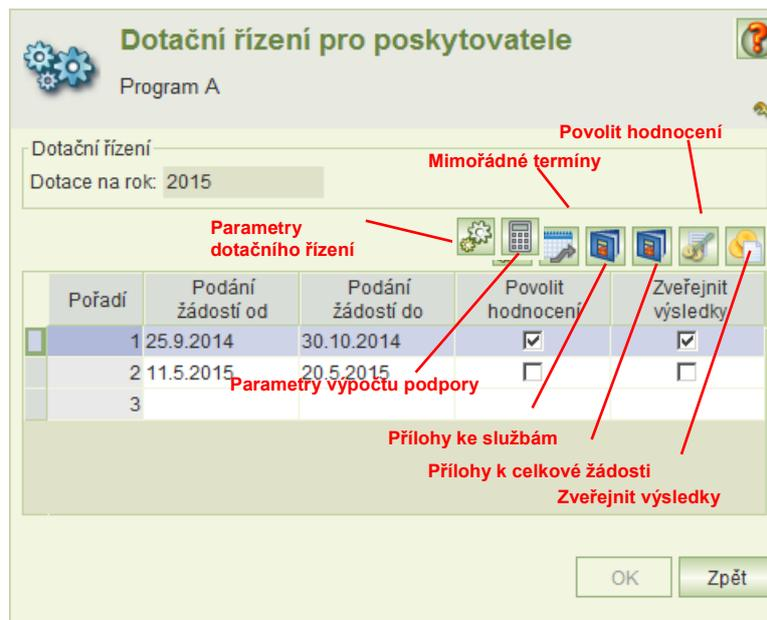 Dotační řízení pro poskytovatele
Program A
Povolit hodnocení
Dotační řízení
Mimořádné termíny
Dotace na rok: 2015
Parametry
dotačního řízení
Pořadí Podání žádostí od Podání žádostí do Povolit hodnocení Zveřejnit výsledky
1 25.9.2014 30.10.2014
2 11.5.2015 20.5.2015
Parametry výpočtu podpory
3
Přílohy ke službám
Přílohy k celkové žádosti
Zveřejnit výsledky
OK Zpět